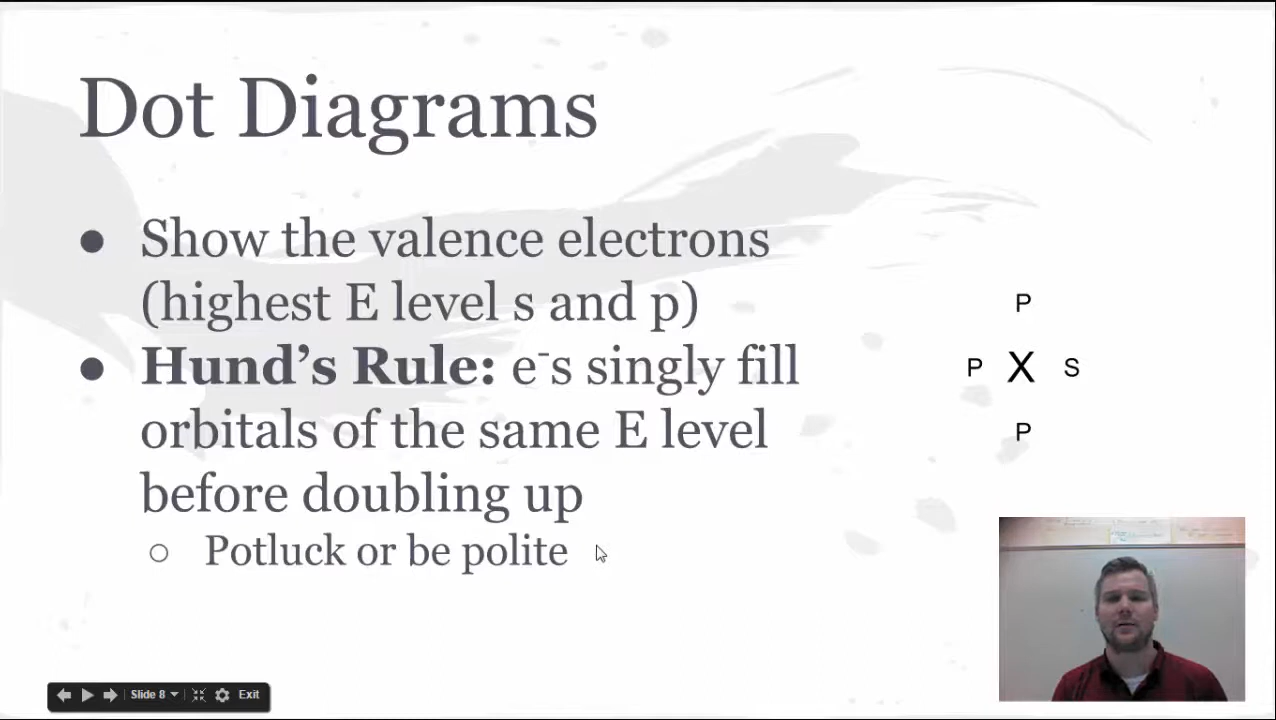 Dot Diagrams
● Show the valence electrons
(highest E level s and p)
● Hund’s Rule: e⁻s singly fill
orbitals of the same E level
before doubling up
○ Potluck or be polite
P
P X S
P
Slide 8 Exit